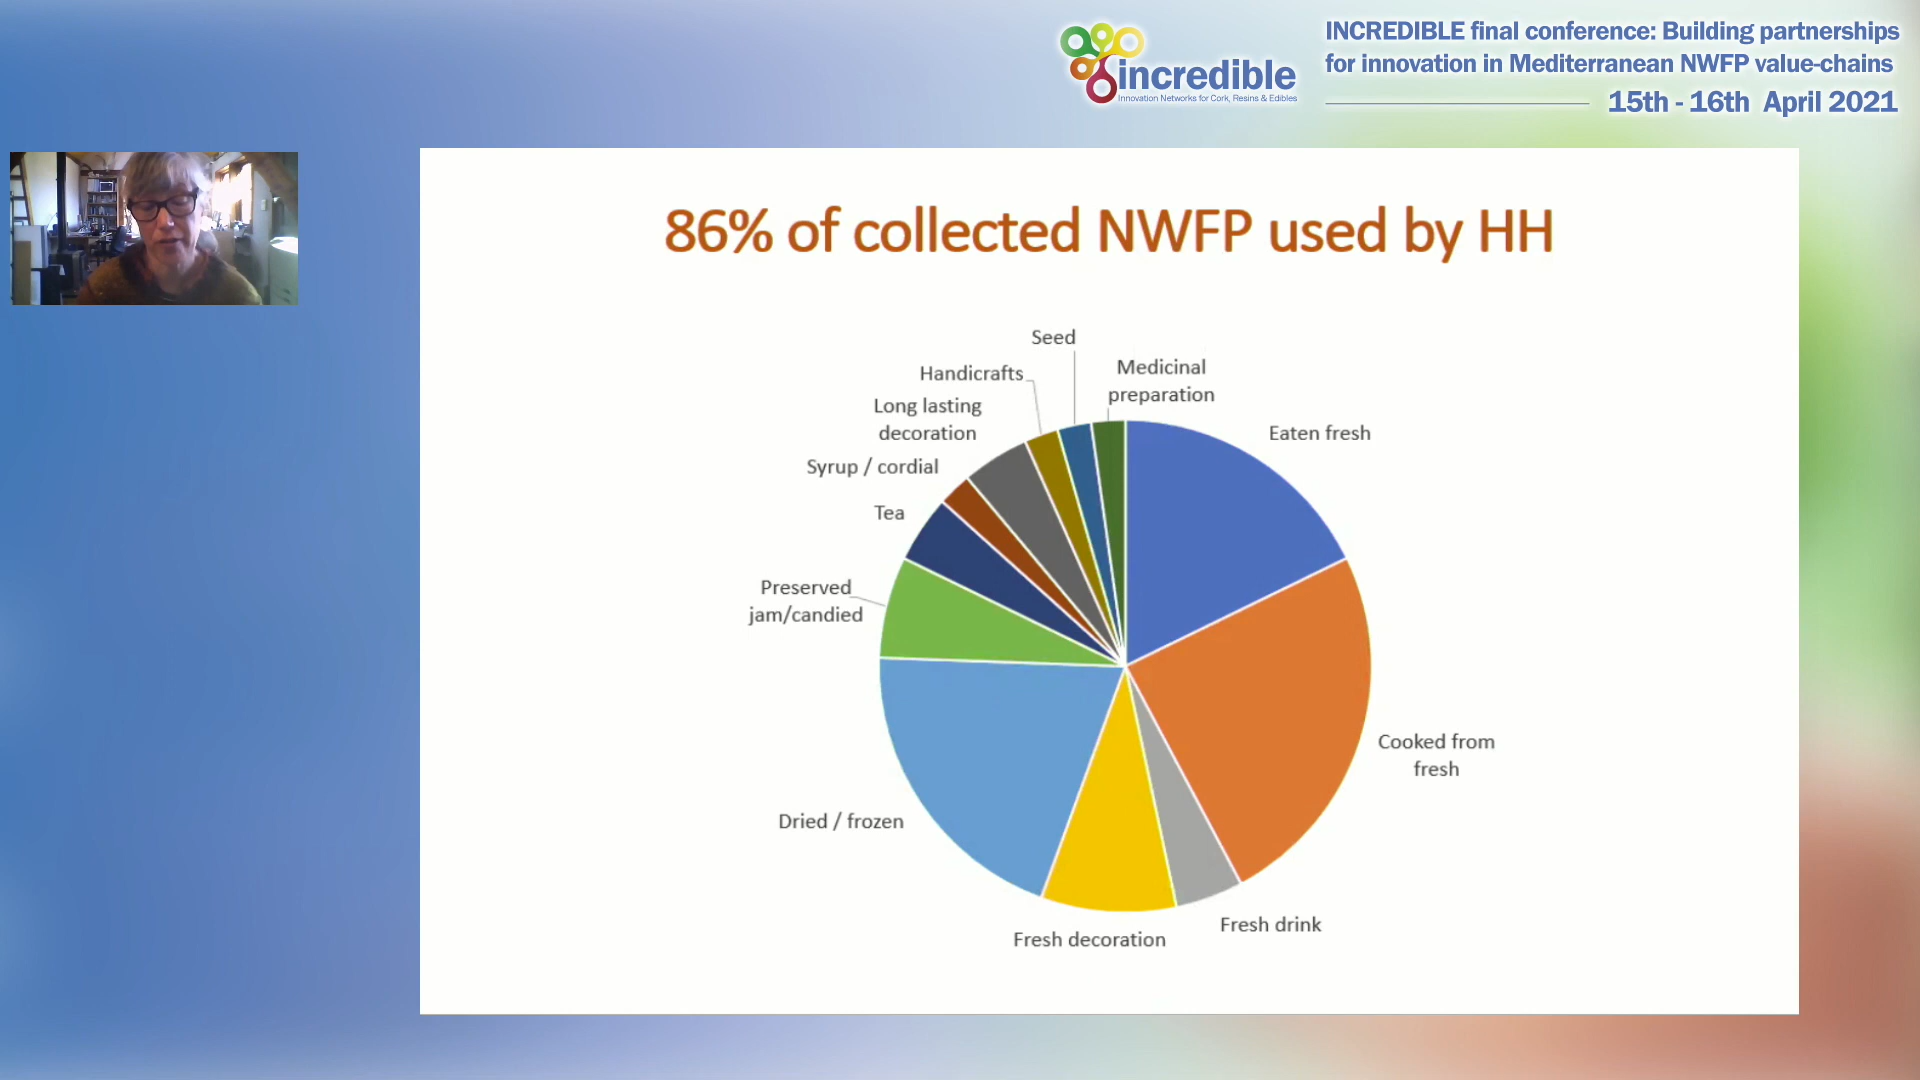 incredible
Innovation Networks for Cork, Resins & Edibles
INCREDIBLE final conference: Building partnerships
for innovation in Mediterranean NWFP value-chains
15th - 16th April 2021
86% of collected NWFP used by HH
Seed
Medicinal
preparation
Handicrafts
Long lasting
decoration
Eaten fresh
Syrup / cordial
Tea
Preserved
jam/candied
Cooked from
fresh
Dried / frozen
Fresh drink
Fresh decoration